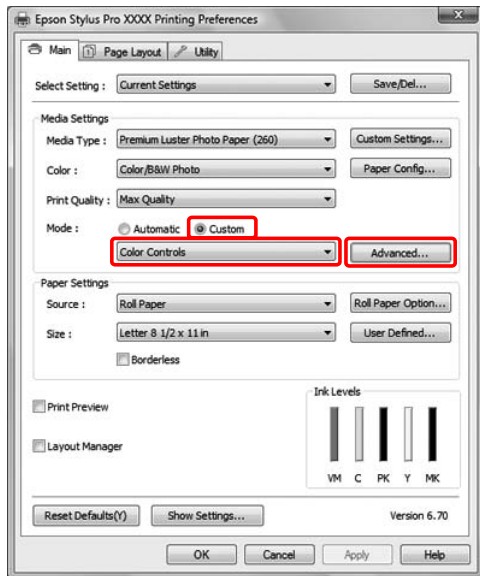 Epson Stylus Pro XXXX Printing Preferences
Main Page Layout Utility
Select Setting : Current Settings Save/Del...
Media Settings
Media Type : Premium Luster Photo Paper (260) Custom Settings...
Color : Color/B&W Photo Paper Config...
Print Quality : Max Quality
Mode : Automatic Custom
Color Controls Advanced...
Paper Settings
Source : Roll Paper Roll Paper Option...
Size : Letter 8 1/2 x 11 in User Defined...
Borderless
Ink Levels
Print Preview
Layout Manager
VM C PK Y MK
Reset Defaults(Y) Show Settings... Version 6.70
OK Cancel Apply Help